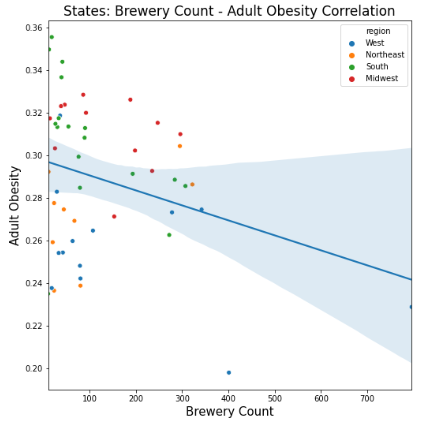 States: Brewery Count - Adult Obesity Correlation
region
West
Northeast
South
Midwest
0.36
0.34
0.32
0.30
0.28
0.26
0.24
0.22
0.20
Adult Obesity
100 200 300 400 500 600 700
Brewery Count